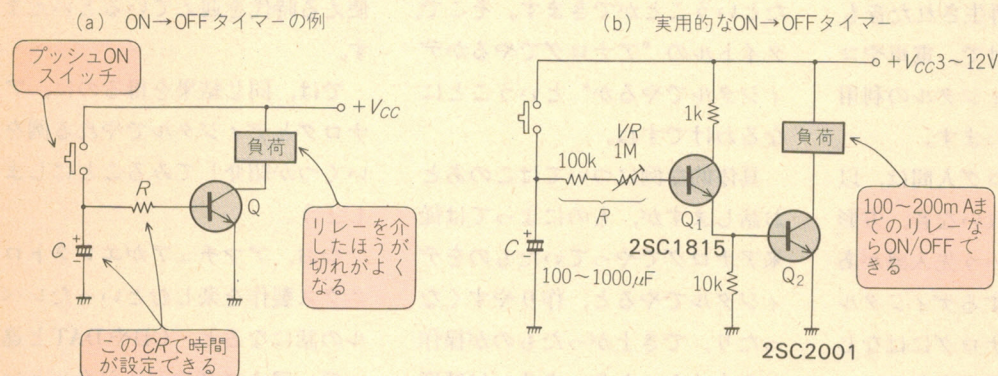 (a) ON→OFFタイマーの例
プッシュON
スイッチ
+VCC
負荷
R
Q
C
+
−
リレーを介
したほうが
切れがよく
なる
このCRで時間
が設定できる
(b) 実用的なON→OFFタイマー
+VCC3~12V
1k
負荷
VR
1M
100k
R
Q1
2SC1815
100~200mAま
でのリレーな
らON/OFFで
きる
C
+
100~1000μF
10k
Q2
2SC2001